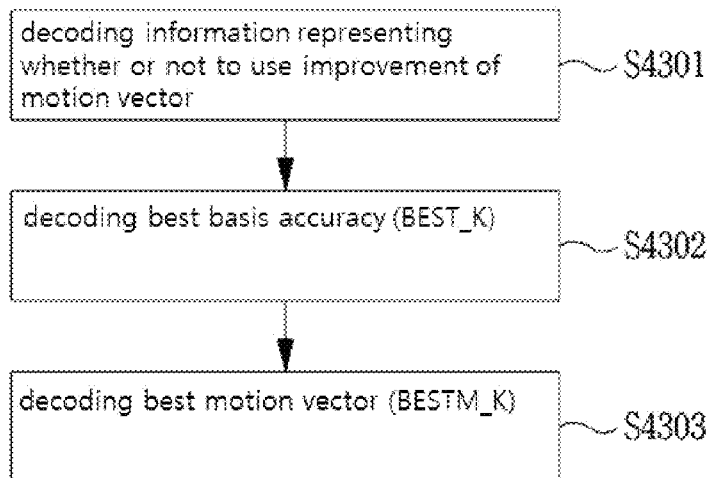 decoding information representing
whether or not to use improvement of
motion vector
S4301
decoding best basis accuracy (BEST_K)
S4302
decoding best motion vector (BESTM_K)
S4303